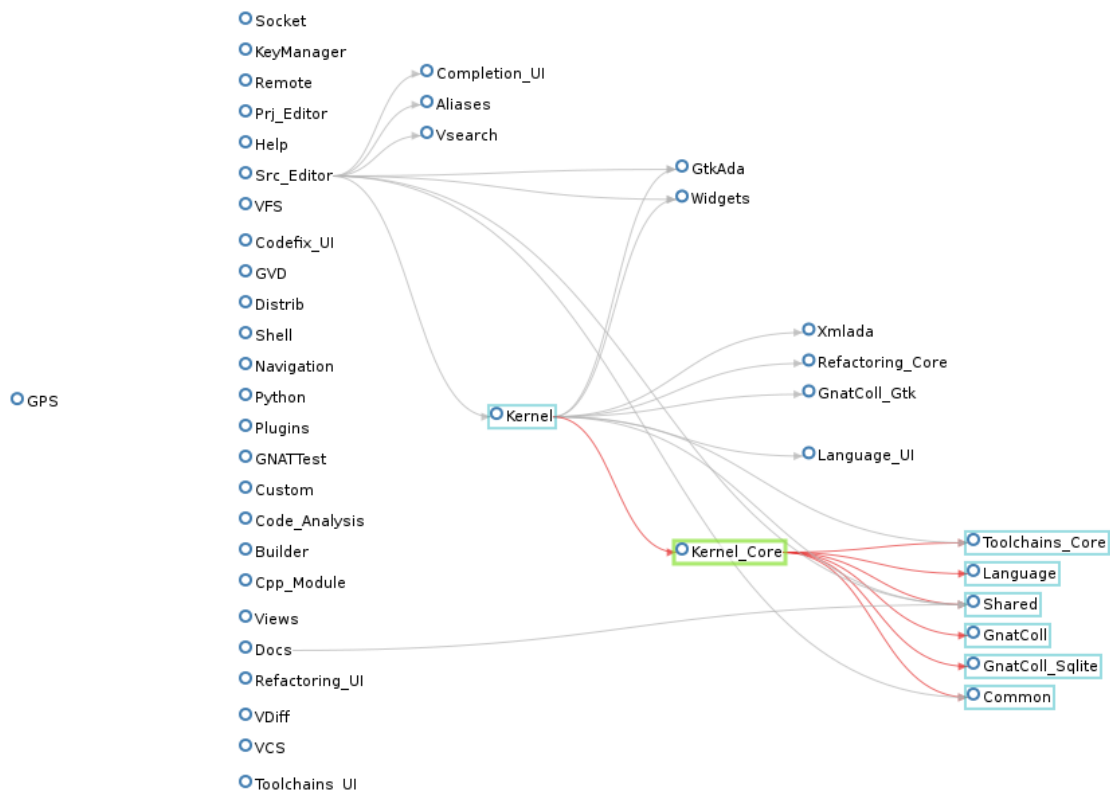 GPS
Socket
KeyManager
Remote
Prj_Editor
Help
Src_Editor
VFS
Codefix_UI
GVD
Distrib
Shell
Navigation
Python
Plugins
GNATTest
Custom
Code_Analysis
Builder
Cpp_Module
Views
Docs
Refactoring_UI
VDiff
VCS
Toolchains_UI
Completion_UI
Aliases
Vsearch
Kernel
GtkAda
Widgets
Kernel_Core
Xmlada
Refactoring_Core
GnatColl_Gtk
Language_UI
Toolchains_Core
Language
Shared
GnatColl
GnatColl_Sqlite
Common